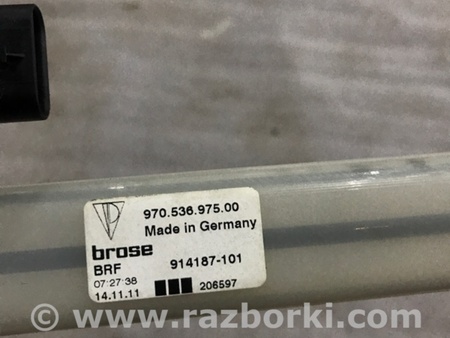 970.536.975.00
Made in Germany
brose
BRF 914187-101
07:27:38
14.11.11 206597
© www.razborki.com